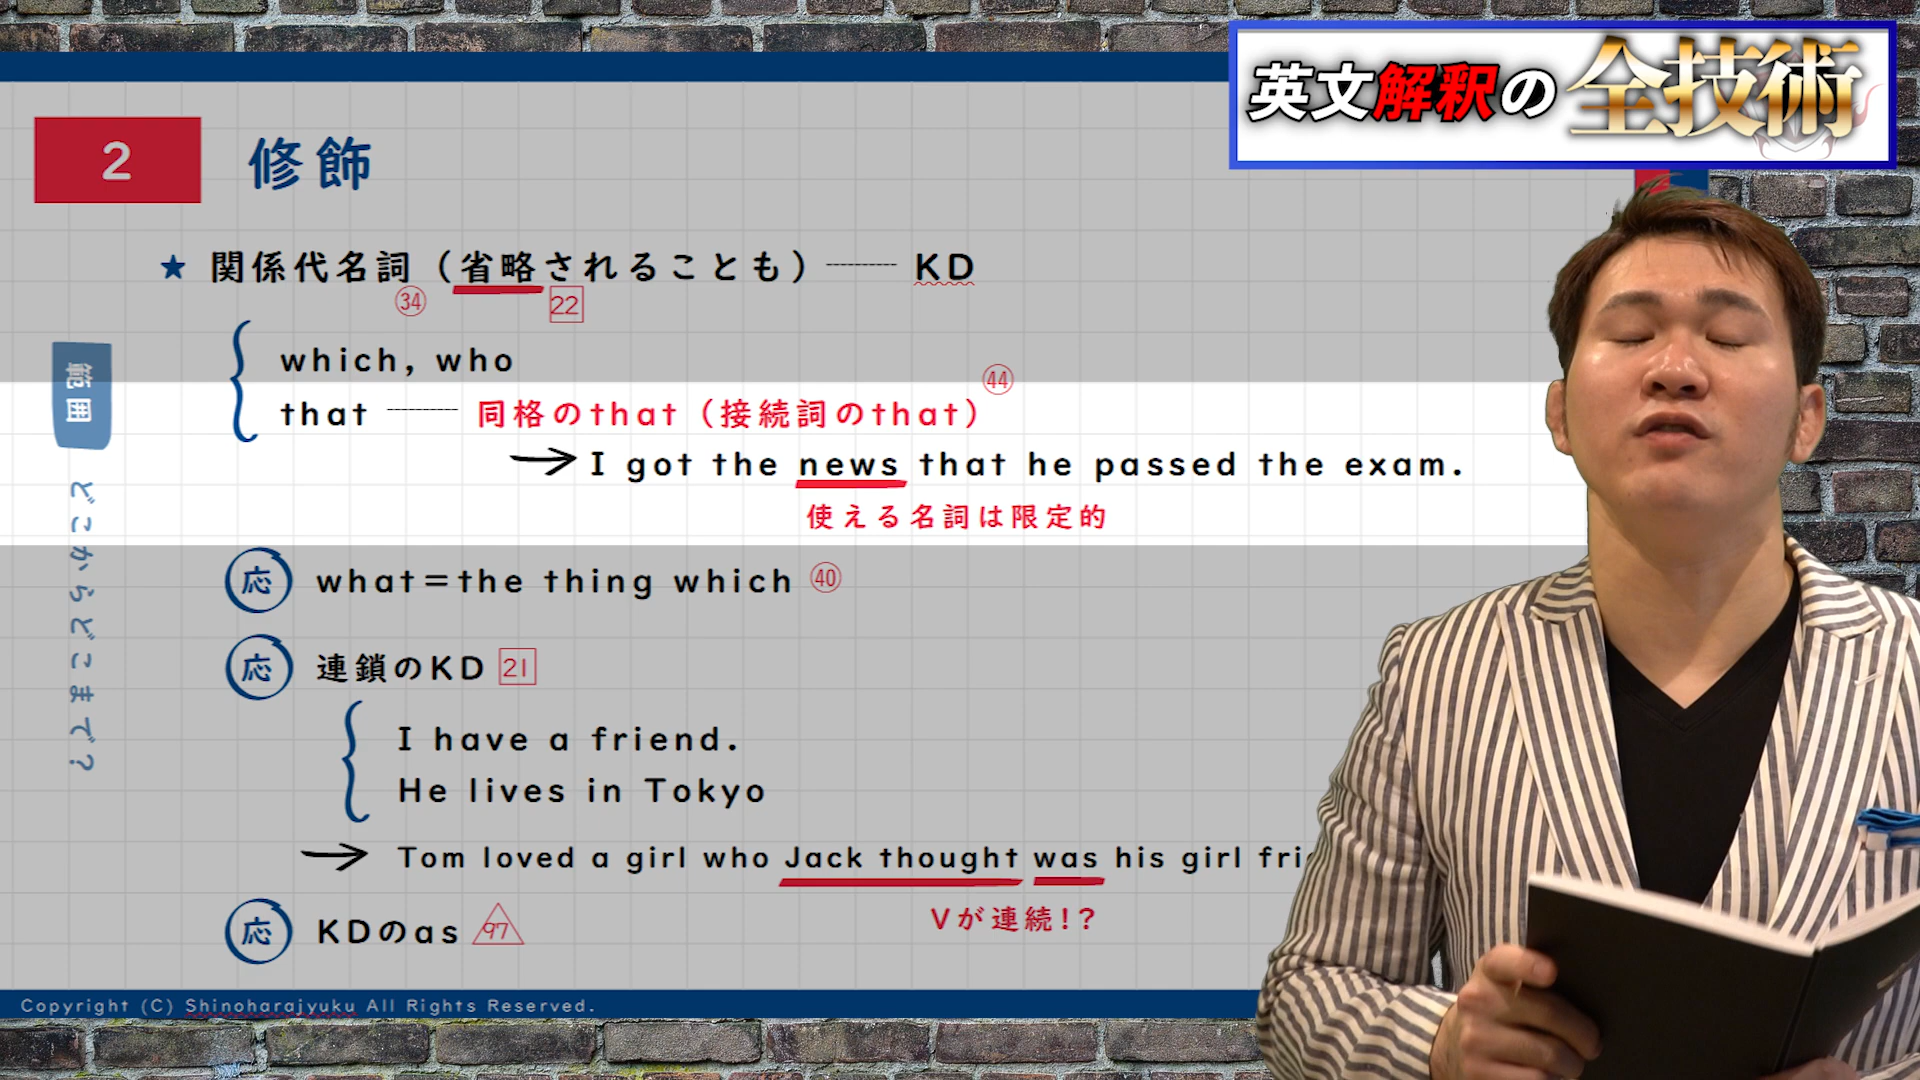 英文解釈の全技術
2 修飾
★ 関係代名詞（省略されることも）---------- KD
㉞ 22
which, who
㊹
that ---------- 同格のthat（接続詞のthat）
→ I got the news that he passed the exam.
使える名詞は限定的
範囲 どこからどこまで？
応 what＝the thing which ㊵
応 連鎖のKD 21
I have a friend.
He lives in Tokyo
→ Tom loved a girl who Jack thought was his girl fri
Vが連続!?
応 KDのas 97
Copyright (C) Shinoharajyuku All Rights Reserved.